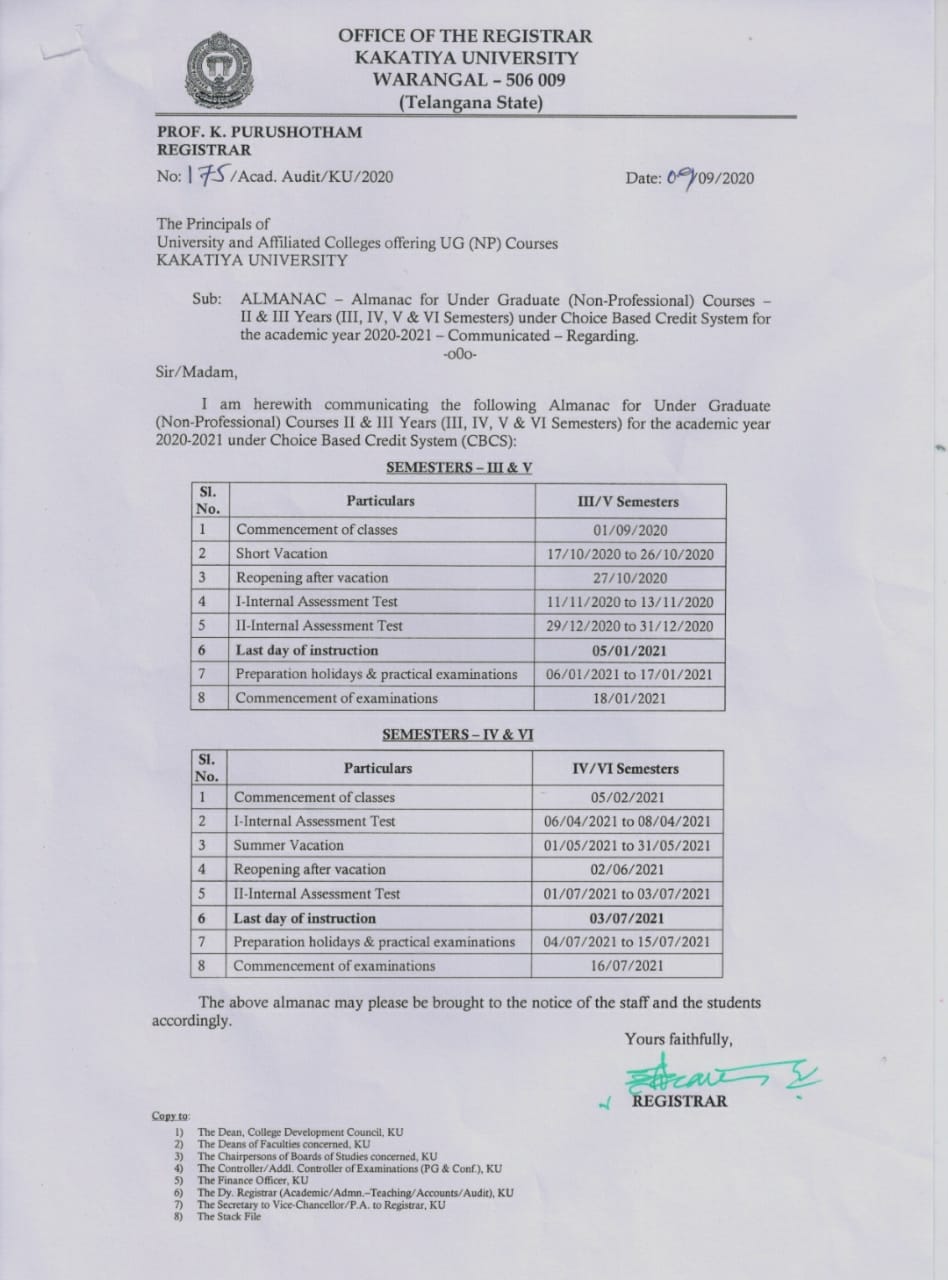 OFFICE OF THE REGISTRAR
KAKATIYA UNIVERSITY
WARANGAL – 506 009
(Telangana State)
PROF. K. PURUSHOTHAM
REGISTRAR
No: 175/Acad. Audit/KU/2020 Date: 09/09/2020
The Principals of
University and Affiliated Colleges offering UG (NP) Courses
KAKATIYA UNIVERSITY
Sub: ALMANAC – Almanac for Under Graduate (Non-Professional) Courses –
II & III Years (III, IV, V & VI Semesters) under Choice Based Credit System for
the academic year 2020-2021 – Communicated – Regarding.
-o0o-
Sir/Madam,
I am herewith communicating the following Almanac for Under Graduate
(Non-Professional) Courses II & III Years (III, IV, V & VI Semesters) for the academic year
2020-2021 under Choice Based Credit System (CBCS):
SEMESTERS – III & V
Sl. No. Particulars III/V Semesters
1 Commencement of classes 01/09/2020
2 Short Vacation 17/10/2020 to 26/10/2020
3 Reopening after vacation 27/10/2020
4 I-Internal Assessment Test 11/11/2020 to 13/11/2020
5 II-Internal Assessment Test 29/12/2020 to 31/12/2020
6 Last day of instruction 05/01/2021
7 Preparation holidays & practical examinations 06/01/2021 to 17/01/2021
8 Commencement of examinations 18/01/2021
SEMESTERS – IV & VI
Sl. No. Particulars IV/VI Semesters
1 Commencement of classes 05/02/2021
2 I-Internal Assessment Test 06/04/2021 to 08/04/2021
3 Summer Vacation 01/05/2021 to 31/05/2021
4 Reopening after vacation 02/06/2021
5 II-Internal Assessment Test 01/07/2021 to 03/07/2021
6 Last day of instruction 03/07/2021
7 Preparation holidays & practical examinations 04/07/2021 to 15/07/2021
8 Commencement of examinations 16/07/2021
The above almanac may please be brought to the notice of the staff and the students
accordingly.
Yours faithfully,
REGISTRAR
Copy to:
1) The Dean, College Development Council, KU
2) The Deans of Faculties concerned, KU
3) The Chairpersons of Boards of Studies concerned, KU
4) The Controller/Addl. Controller of Examinations (PG & Conf.), KU
5) The Finance Officer, KU
6) The Dy. Registrar (Academic/Admn.–Teaching/Accounts/Audit), KU
7) The Secretary to Vice-Chancellor/P.A. to Registrar, KU
8) The Stack File